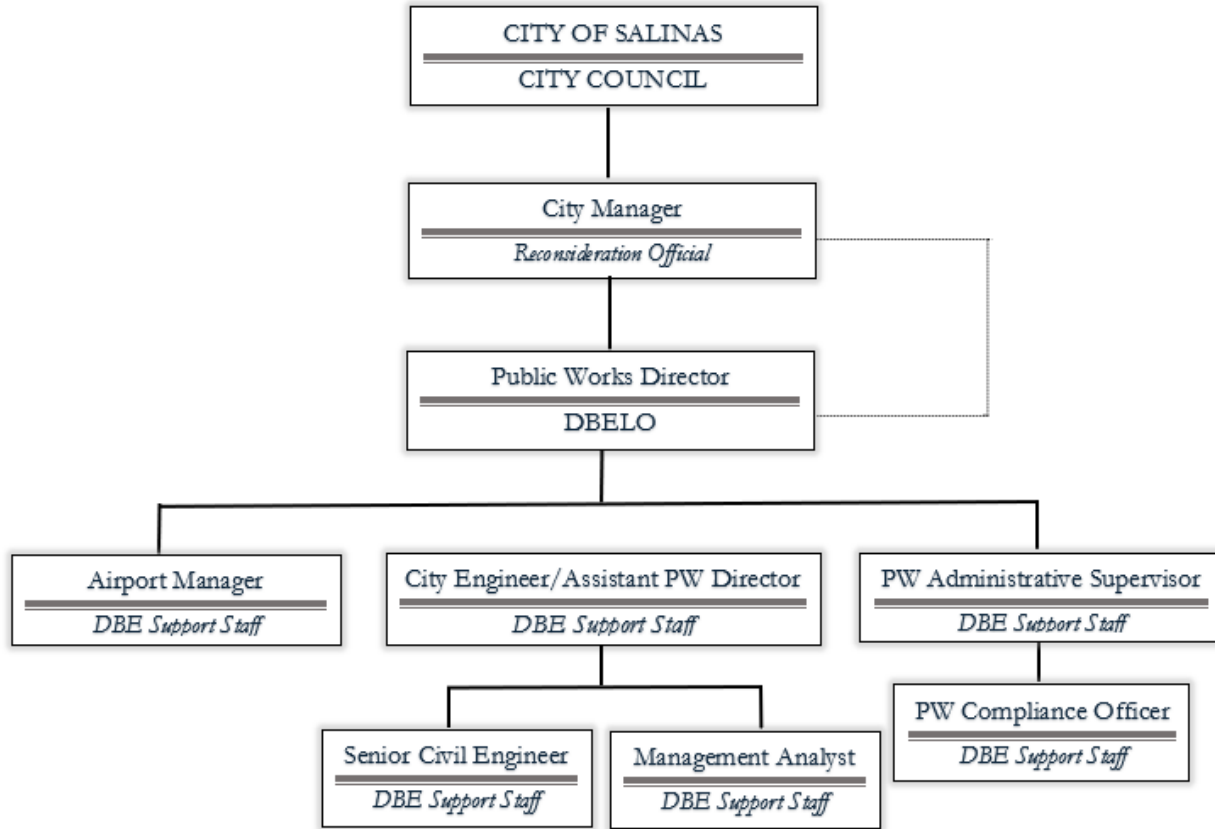 CITY OF SALINAS
CITY COUNCIL
City Manager
Reconsideration Official
Public Works Director
DBELO
Airport Manager
DBE Support Staff
City Engineer/Assistant PW Director
DBE Support Staff
PW Administrative Supervisor
DBE Support Staff
Senior Civil Engineer
DBE Support Staff
Management Analyst
DBE Support Staff
PW Compliance Officer
DBE Support Staff